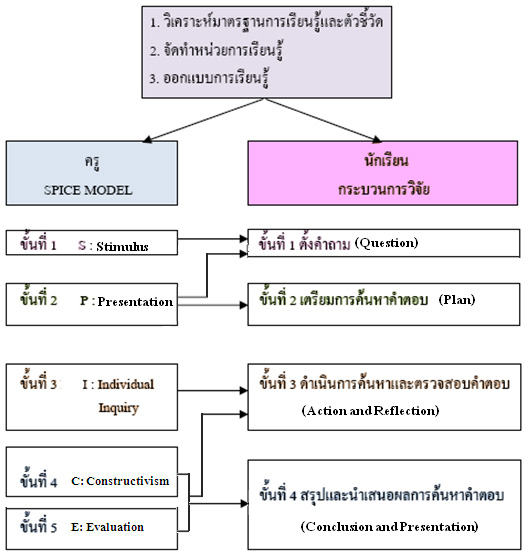 1. วิเคราะห์มาตรฐานการเรียนรู้และตัวชี้วัด
2. จัดทำหน่วยการเรียนรู้
3. ออกแบบการเรียนรู้
ครู
SPICE MODEL
นักเรียน
กระบวนการวิจัย
ขั้นที่ 1 S : Stimulus
ขั้นที่ 1 ตั้งคำถาม (Question)
ขั้นที่ 2 P : Presentation
ขั้นที่ 2 เตรียมการค้นหาคำตอบ (Plan)
ขั้นที่ 3 I : Individual
Inquiry
ขั้นที่ 3 ดำเนินการค้นหาและตรวจสอบคำตอบ
(Action and Reflection)
ขั้นที่ 4 C: Constructivism
ขั้นที่ 5 E: Evaluation
ขั้นที่ 4 สรุปและนำเสนอผลการค้นหาคำตอบ
(Conclusion and Presentation)